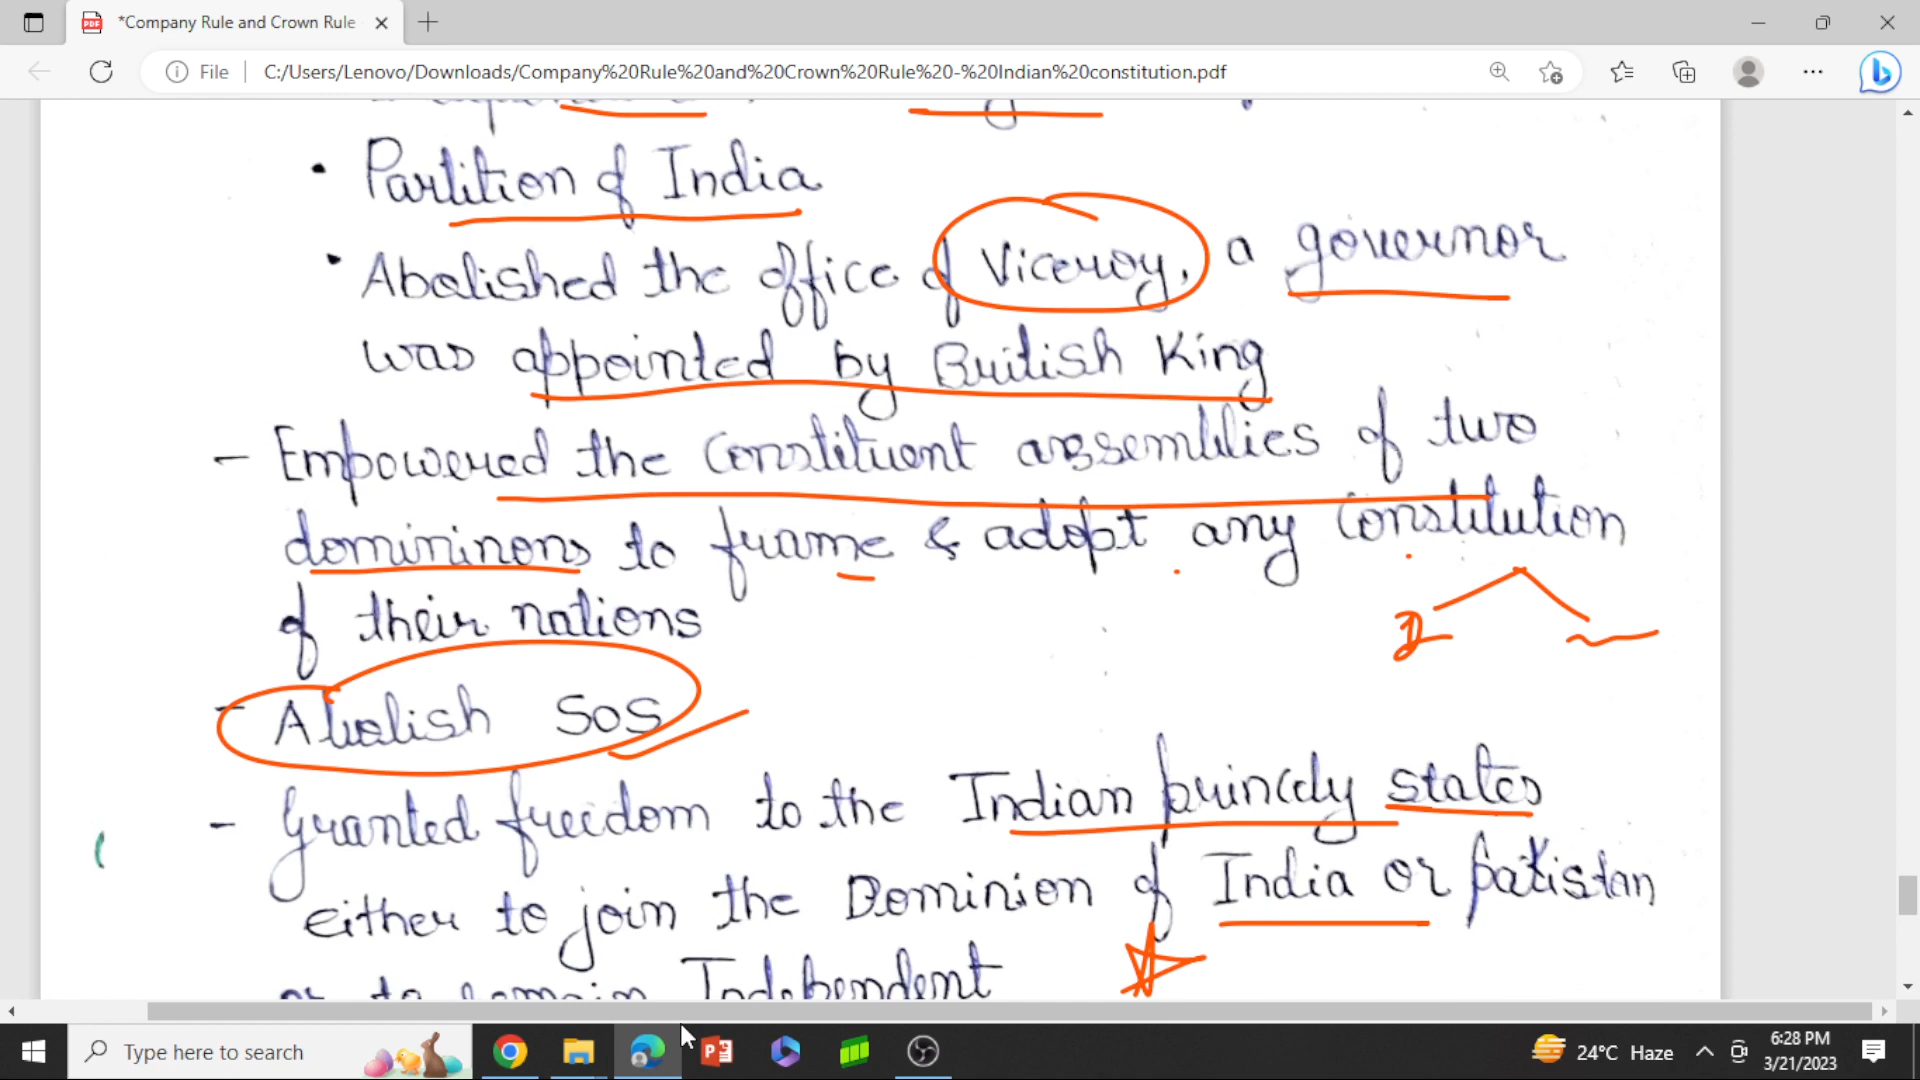 *Company Rule and Crown Rule
File C:/Users/Lenovo/Downloads/Company%20Rule%20and%20Crown%20Rule%20-%20Indian%20constitution.pdf
• Partition of India
• Abolished the office of Viceroy, a governor
was appointed by British King
- Empowered the Constituent assemblies of two
domininons to frame & adopt any Constitution
of their nations
- Abolish SOS
- Granted freedom to the Indian princely states
either to join the Dominion of India or Pakistan
or to remain Independent
Type here to search
24°C Haze
6:28 PM
3/21/2023